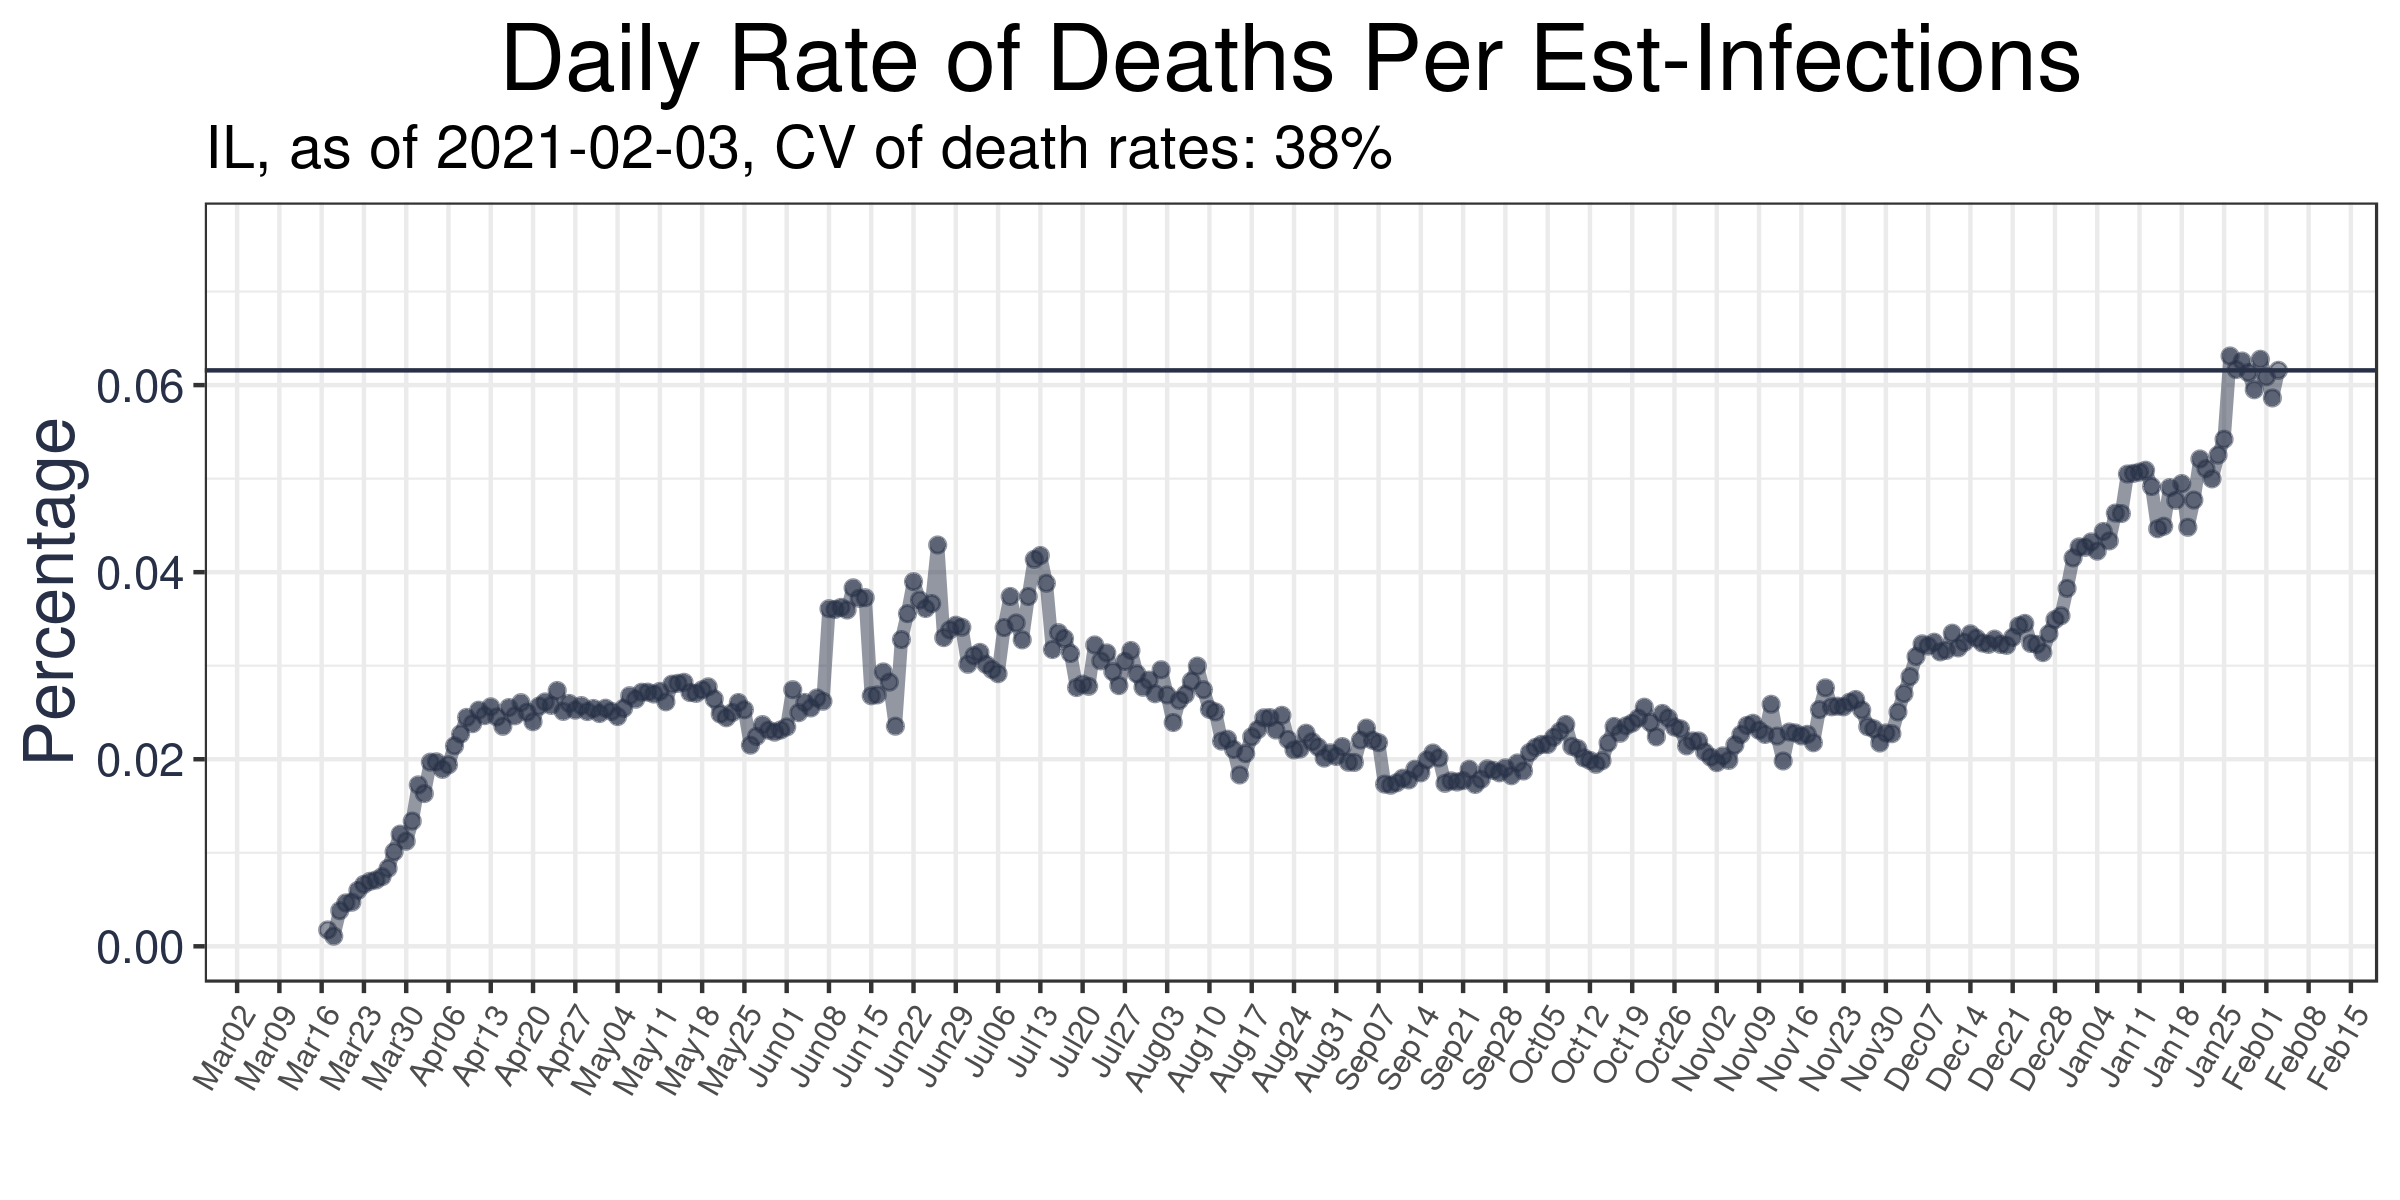 Daily Rate of Deaths Per Est-Infections
IL, as of 2021-02-03, CV of death rates: 38%
Percentage
0.06
0.04
0.02
0.00
Mar02
Mar09
Mar16
Mar23
Mar30
Apr06
Apr13
Apr20
Apr27
May04
May11
May18
May25
Jun01
Jun08
Jun15
Jun22
Jun29
Jul06
Jul13
Jul20
Jul27
Aug03
Aug10
Aug17
Aug24
Aug31
Sep07
Sep14
Sep21
Sep28
Oct05
Oct12
Oct19
Oct26
Nov02
Nov09
Nov16
Nov23
Nov30
Dec07
Dec14
Dec21
Dec28
Jan04
Jan11
Jan18
Jan25
Feb01
Feb08
Feb15